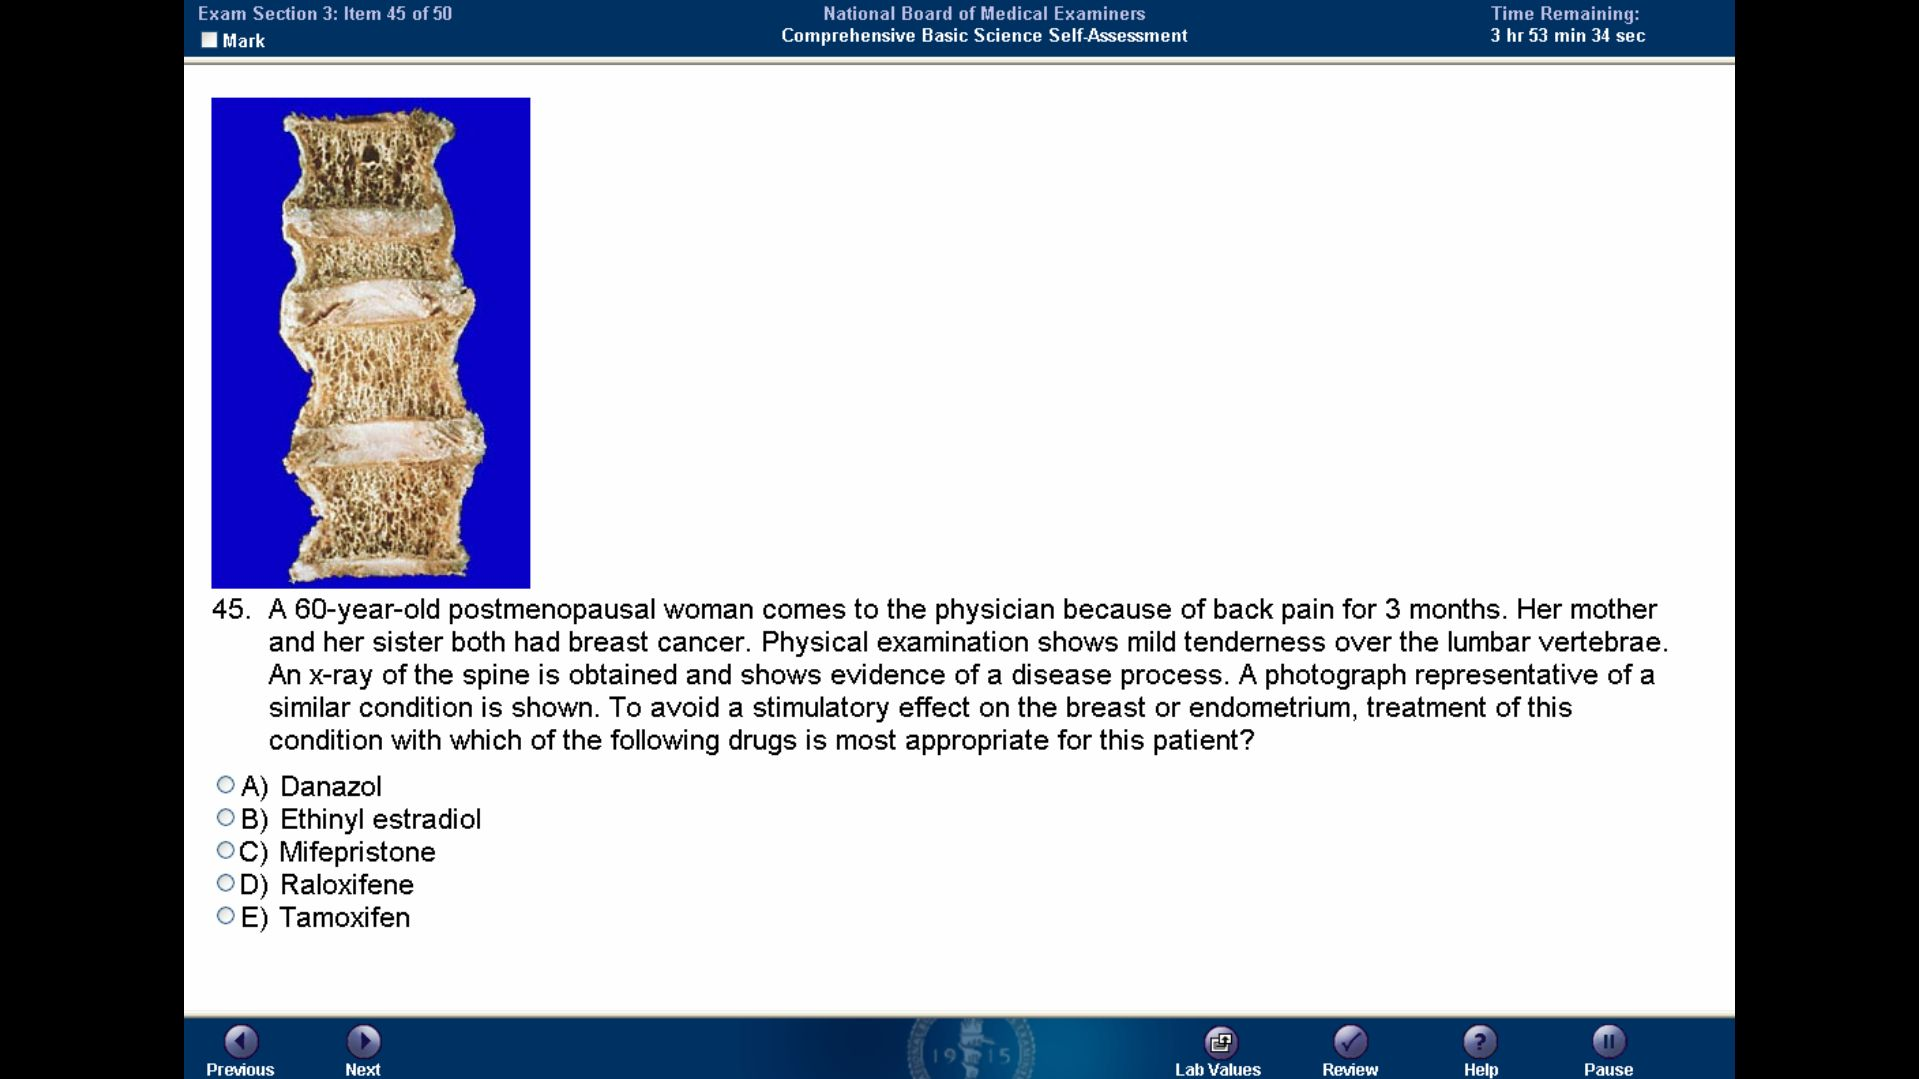 Exam Section 3: Item 45 of 50
Mark
National Board of Medical Examiners
Comprehensive Basic Science Self-Assessment
Time Remaining:
3 hr 53 min 34 sec
45. A 60-year-old postmenopausal woman comes to the physician because of back pain for 3 months. Her mother
and her sister both had breast cancer. Physical examination shows mild tenderness over the lumbar vertebrae.
An x-ray of the spine is obtained and shows evidence of a disease process. A photograph representative of a
similar condition is shown. To avoid a stimulatory effect on the breast or endometrium, treatment of this
condition with which of the following drugs is most appropriate for this patient?
A) Danazol
B) Ethinyl estradiol
C) Mifepristone
D) Raloxifene
E) Tamoxifen
19 15
Previous
Next
Lab Values
Review
Help
Pause